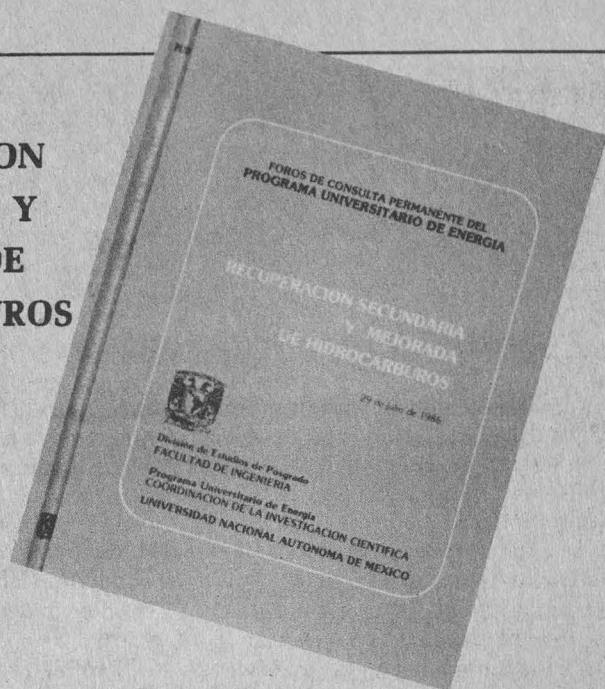 ON
Y
DE
UROS
FOROS DE CONSULTA PERMANENTE DEL
PROGRAMA UNIVERSITARIO DE ENERGIA
RECUPERACION SECUNDARIA
Y MEJORADA
DE HIDROCARBUROS
29 de julio de 1986
División de Estudios de Posgrado
FACULTAD DE INGENIERIA
Programa Universitario de Energía
COORDINACION DE LA INVESTIGACION CIENTIFICA
UNIVERSIDAD NACIONAL AUTONOMA DE MEXICO